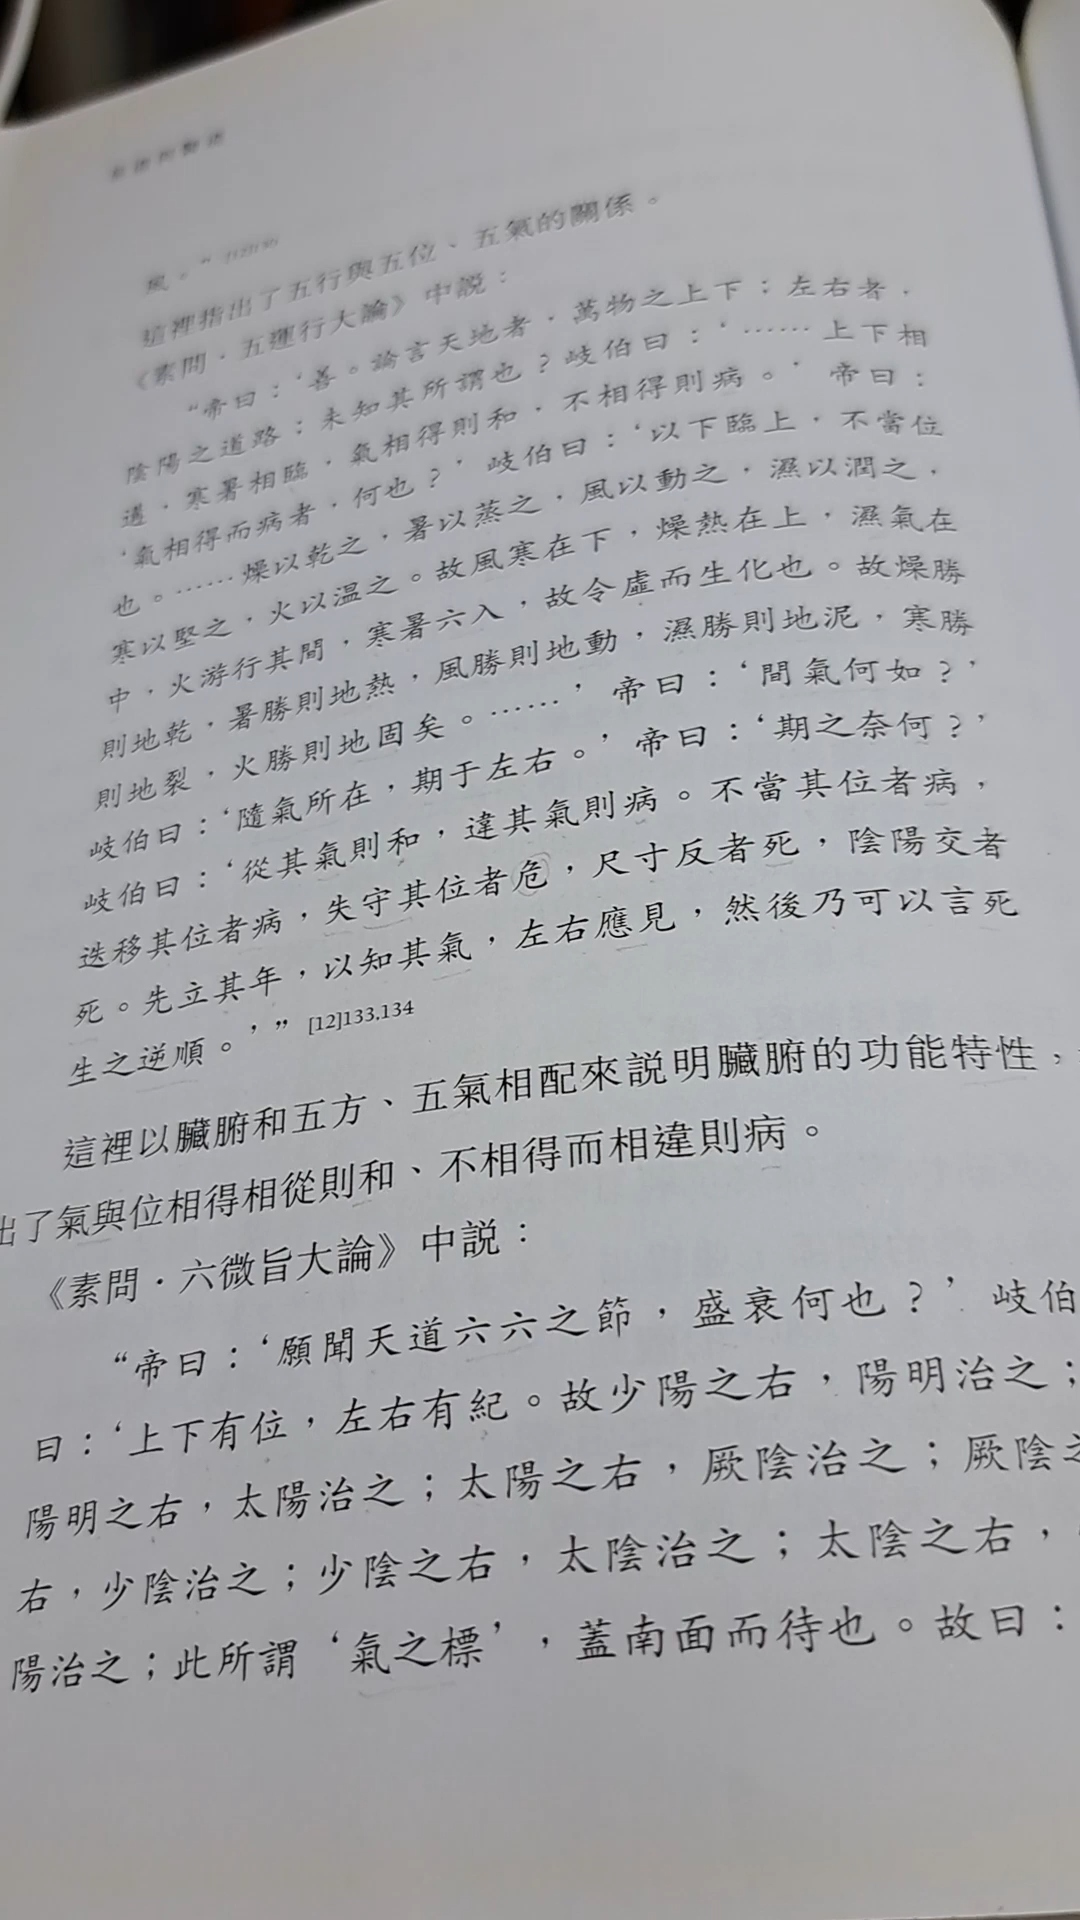 風。”
這裡指出了五行與五位、五氣的關係。
《素問．五運行大論》中說：
“帝曰：‘善。論言天地者，萬物之上下；左右者，
陰陽之道路；未知其所謂也？岐伯曰：‘……上下相
遘，寒暑相臨，氣相得則和，不相得則病。’ 帝曰：
‘氣相得而病者，何也？’ 岐伯曰：‘以下臨上，不當位
也。……燥以乾之，暑以蒸之，風以動之，濕以潤之，
寒以堅之，火以溫之。故風寒在下，燥熱在上，濕氣在
中，火游行其間，寒暑六入，故令虛而生化也。故燥勝
則地乾，暑勝則地熱，風勝則地動，濕勝則地泥，寒勝
則地裂，火勝則地固矣。……’ 帝曰：‘間氣何如？’
岐伯曰：‘隨氣所在，期于左右。’ 帝曰：‘期之奈何？’
岐伯曰：‘從其氣則和，違其氣則病。不當其位者病，
迭移其位者病，失守其位者危，尺寸反者死，陰陽交者
死。先立其年，以知其氣，左右應見，然後乃可以言死
生之逆順。’” [12]133.134
這裡以臟腑和五方、五氣相配來説明臟腑的功能特性，
出了氣與位相得相從則和、不相得而相違則病。
《素問．六微旨大論》中説：
“帝曰：‘願聞天道六六之節，盛衰何也？’ 岐伯
曰：‘上下有位，左右有紀。故少陽之右，陽明治之；
陽明之右，太陽治之；太陽之右，厥陰治之；厥陰之
右，少陰治之；少陰之右，太陰治之；太陰之右，
陽治之；此所謂‘氣之標’，蓋南面而待也。故曰：